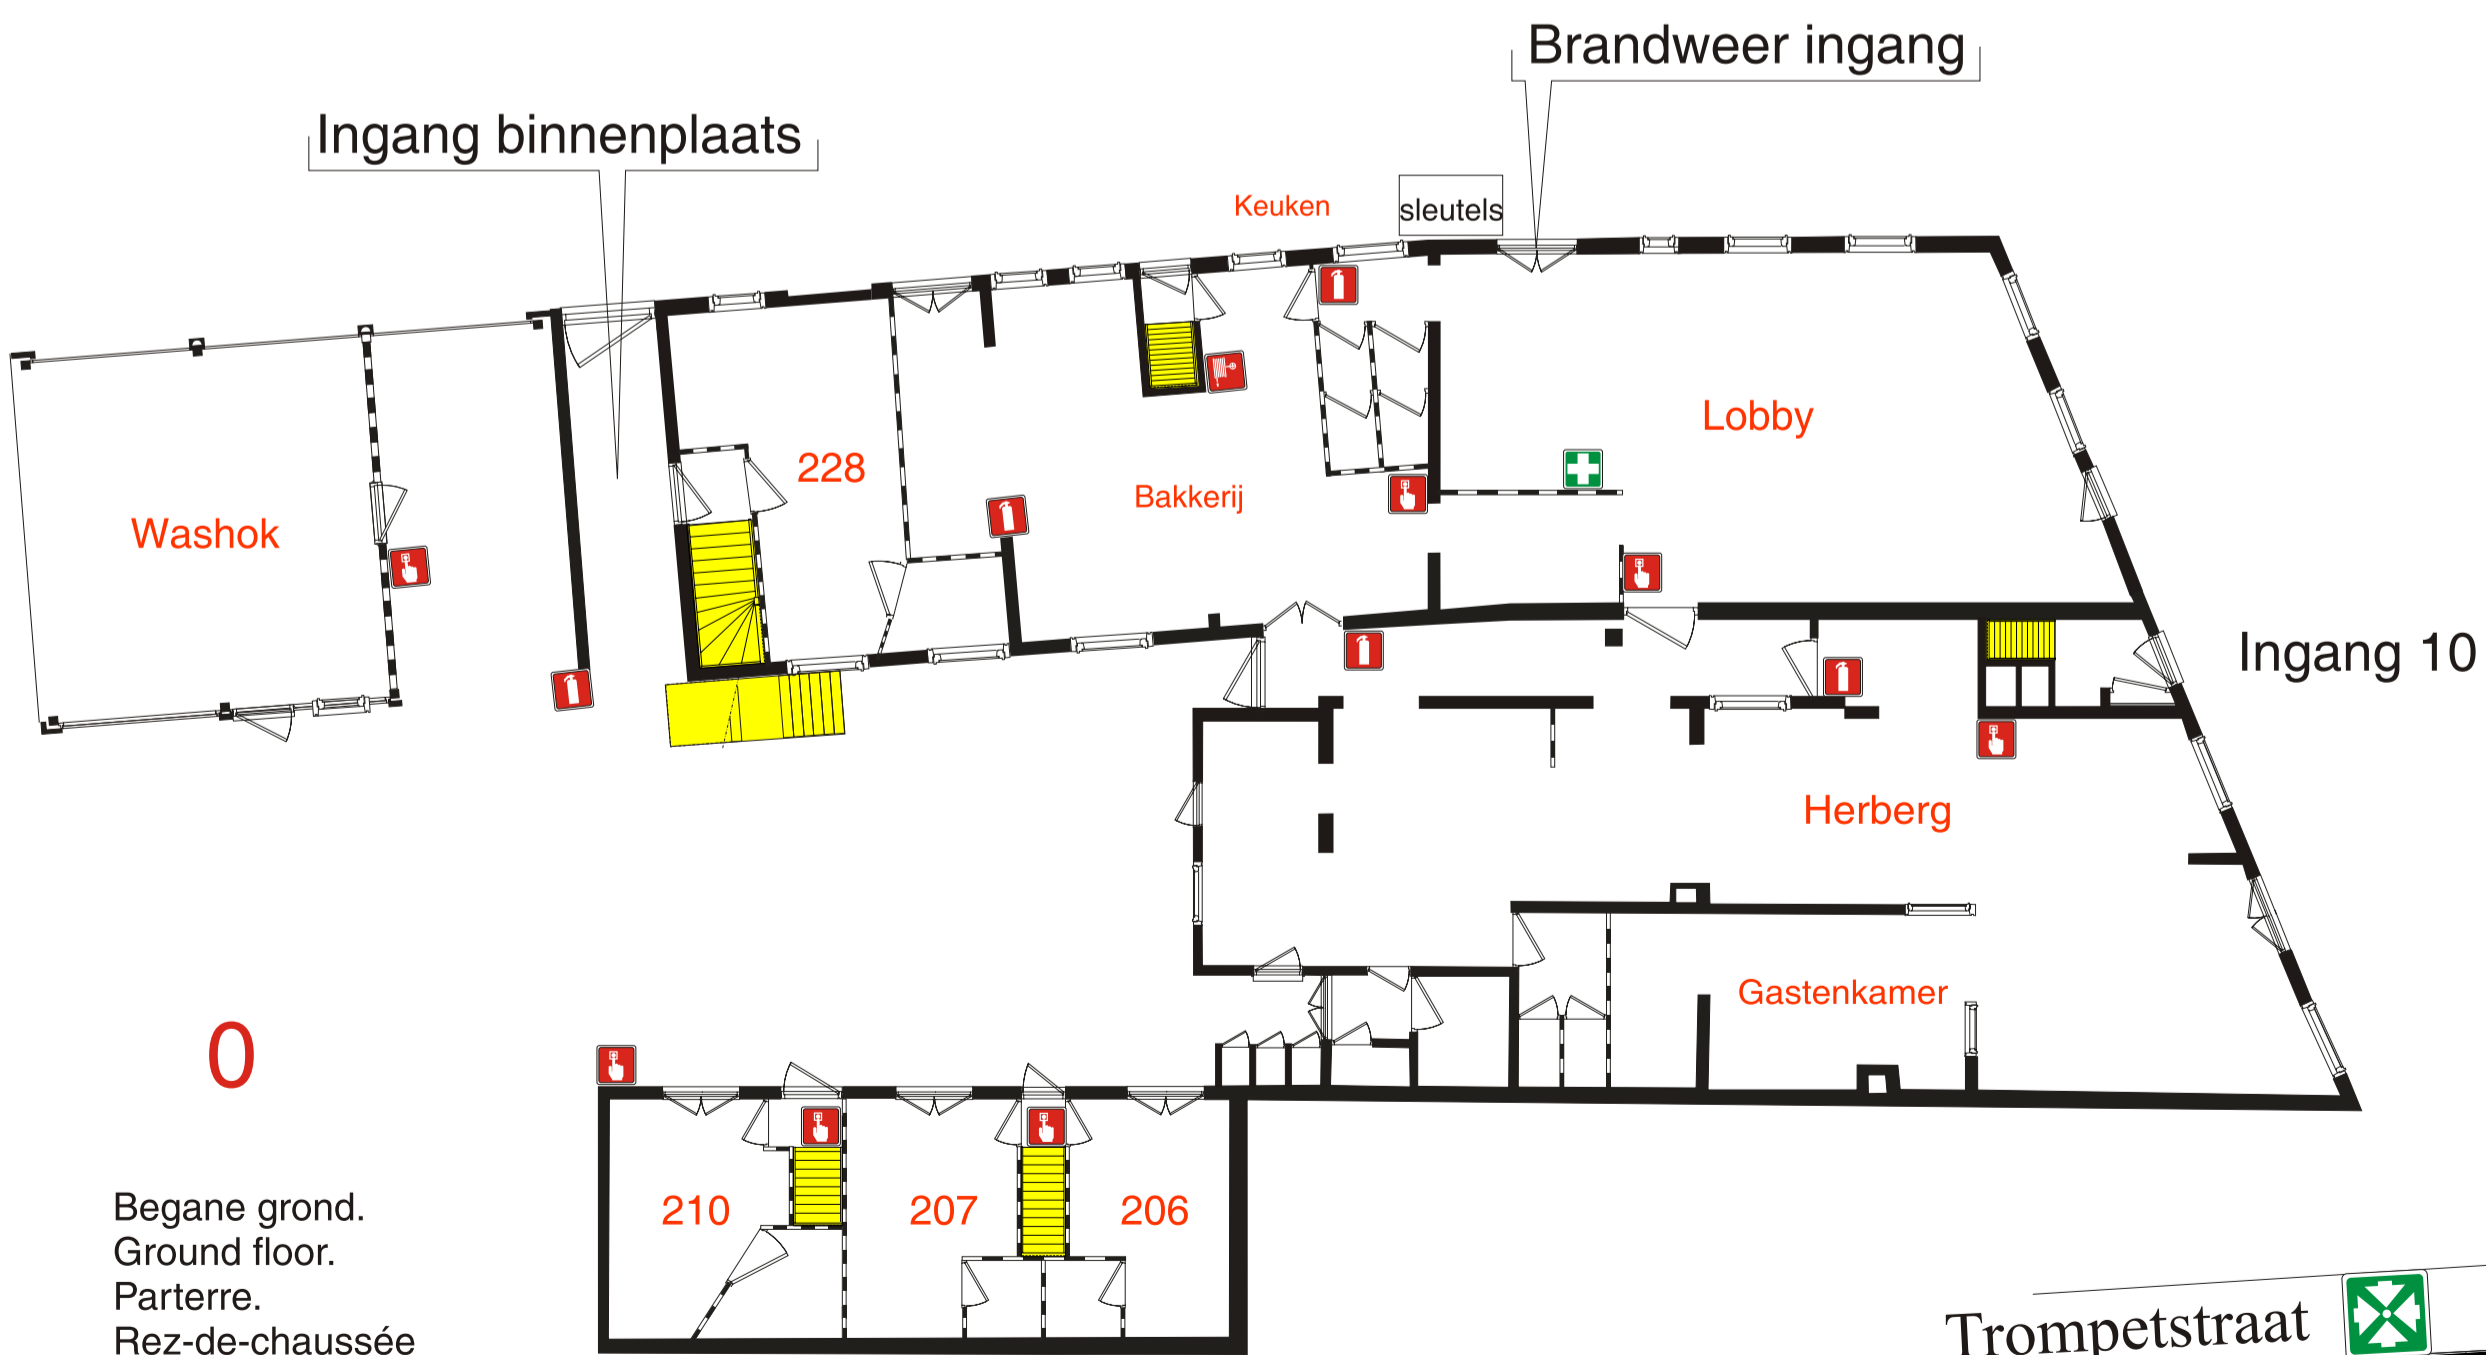 Brandweer ingang
Ingang binnenplaats
Keuken
sleutels
Lobby
228
Bakkerij
Washok
Ingang 10
Herberg
Gastenkamer
0
210
207
206
Begane grond.
Ground floor.
Parterre.
Rez-de-chaussée
Trompetstraat